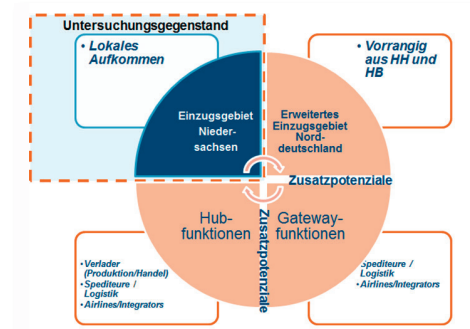 Untersuchungsgegenstand
• Lokales
Aufkommen
• Vorrangig
aus HH und
HB
Einzugsgebiet
Nieder-
sachsen
Erweitertes
Einzugsgebiet
Nord-
deutschland
Zusatzpotenziale
Hub-
funktionen
Zusatzpotenziale
Gateway-
funktionen
•Verlader
(Produktion/Handel)
•Spediteure /
Logistik
•Airlines/Integrators
Spediteure /
Logistik
•Airlines/Integrators